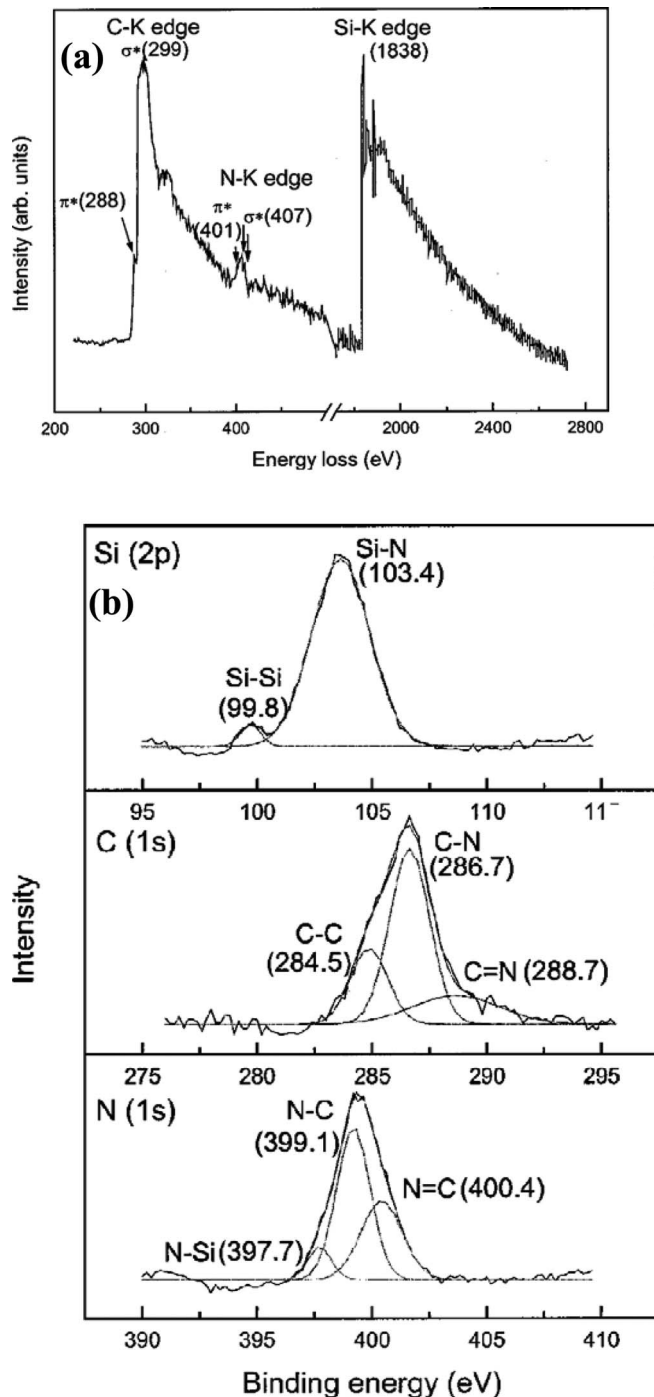 (a)
C-K edge
σ*(299)
Si-K edge
(1838)
π*(288)
N-K edge
π*
(401)
σ*(407)
Intensity (arb. units)
200 300 400 2000 2400 2800
Energy loss (eV)
Si (2p)
(b)
Si-N
(103.4)
Si-Si
(99.8)
95 100 105 110
C (1s)
C-N
(286.7)
C-C
(284.5)
C=N (288.7)
Intensity
275 280 285 290 295
N (1s)
N-C
(399.1)
N=C (400.4)
N-Si (397.7)
390 395 400 405 410
Binding energy (eV)